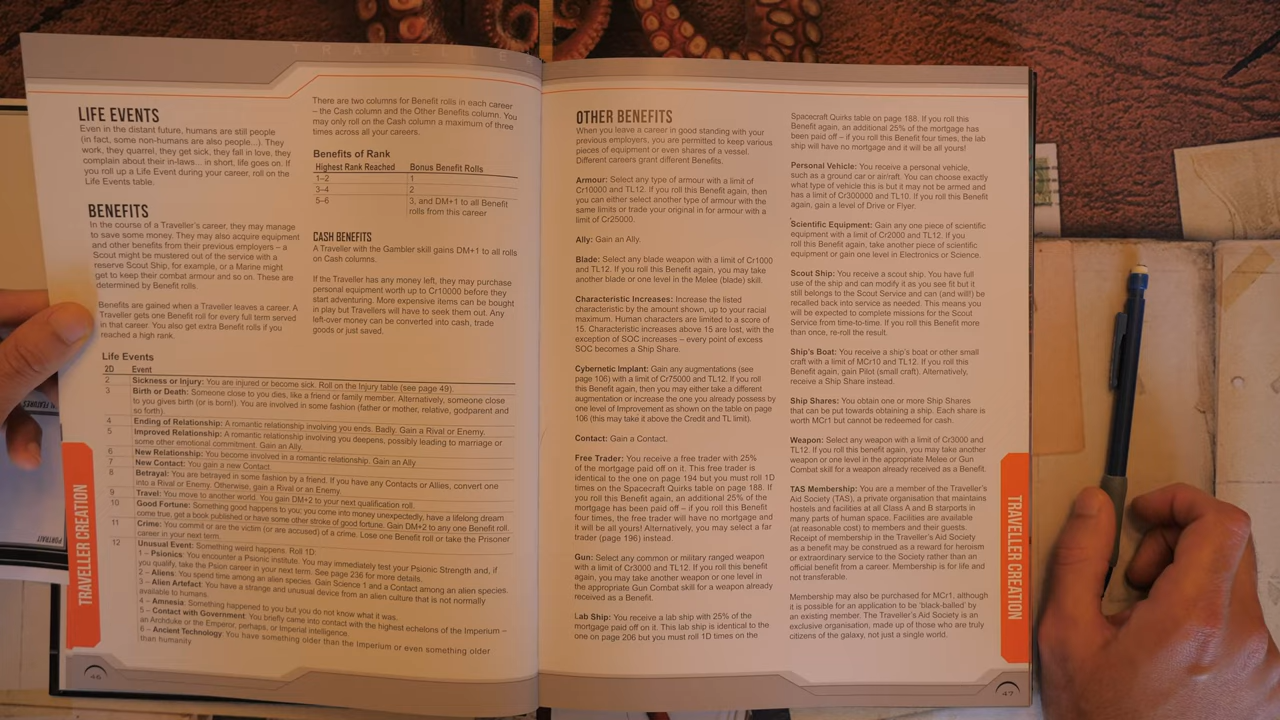 TRAVELLE
LIFE EVENTS
Even in the distant future, humans are still people
(in fact, some non-humans are also people...). They
work, they quarrel, they get sick, they fall in love, they
complain about their in-laws... in short, life goes on. If
you roll up a Life Event during your career, roll on the
Life Events table.
BENEFITS
In the course of a Traveller's career, they may manage
to save some money. They may also acquire equipment
and other benefits from their previous employers – a
Scout might be mustered out of the service with a
reserve Scout Ship, for example, or a Marine might
get to keep their combat armour and so on. These are
determined by Benefit rolls.
Benefits are gained when a Traveller leaves a career. A
Traveller gets one Benefit roll for every full term served
in that career. You also get extra Benefit rolls if you
reached a high rank.
There are two columns for Benefit rolls in each career
– the Cash column and the Other Benefits column. You
may only roll on the Cash column a maximum of three
times across all your careers.
Benefits of Rank
Highest Rank Reached Bonus Benefit Rolls
1–2 1
3–4 2
5–6 3, and DM+1 to all Benefit
rolls from this career
CASH BENEFITS
A Traveller with the Gambler skill gains DM+1 to all rolls
on Cash columns.
If the Traveller has any money left, they may purchase
personal equipment worth up to Cr10000 before they
start adventuring. More expensive items can be bought
in play but Travellers will have to seek them out. Any
left-over money can be converted into cash, trade
goods or just saved.
Life Events
2D Event
2 Sickness or Injury: You are injured or become sick. Roll on the Injury table (see page 49).
3 Birth or Death: Someone close to you dies, like a friend or family member. Alternatively, someone close
to you gives birth (or is born!). You are involved in some fashion (father or mother, relative, godparent and
so forth).
4 Ending of Relationship: A romantic relationship involving you ends. Badly. Gain a Rival or Enemy.
5 Improved Relationship: A romantic relationship involving you deepens, possibly leading to marriage or
some other emotional commitment. Gain an Ally.
6 New Relationship: You become involved in a romantic relationship. Gain an Ally
7 New Contact: You gain a new Contact.
8 Betrayal: You are betrayed in some fashion by a friend. If you have any Contacts or Allies, convert one
into a Rival or Enemy. Otherwise, gain a Rival or an Enemy.
9 Travel: You move to another world. You gain DM+2 to your next qualification roll.
10 Good Fortune: Something good happens to you; you come into money unexpectedly, have a lifelong dream
come true, get a book published or have some other stroke of good fortune. Gain DM+2 to any one Benefit roll.
11 Crime: You commit or are the victim (or are accused) of a crime. Lose one Benefit roll or take the Prisoner
career in your next term.
12 Unusual Event: Something weird happens. Roll 1D:
1 – Psionics: You encounter a Psionic institute. You may immediately test your Psionic Strength and, if
you qualify, take the Psion career in your next term. See page 236 for more details.
2 – Aliens: You spend time among an alien species. Gain Science 1 and a Contact among an alien species.
3 – Alien Artefact: You have a strange and unusual device from an alien culture that is not normally
available to humans.
4 – Amnesia: Something happened to you but you do not know what it was.
5 – Contact with Government: You briefly came into contact with the highest echelons of the Imperium –
an Archduke or the Emperor, perhaps, or Imperial intelligence.
6 – Ancient Technology: You have something older than the Imperium or even something older
than humanity
TRAVELLER CREATION
46
PORTRAIT
FEATURES
OTHER BENEFITS
When you leave a career in good standing with your
previous employers, you are permitted to keep various
pieces of equipment or even shares of a vessel.
Different careers grant different Benefits.
Armour: Select any type of armour with a limit of
Cr10000 and TL12. If you roll this Benefit again, then
you can either select another type of armour with the
same limits or trade your original in for armour with a
limit of Cr25000.
Ally: Gain an Ally.
Blade: Select any blade weapon with a limit of Cr1000
and TL12. If you roll this Benefit again, you may take
another blade or one level in the Melee (blade) skill.
Characteristic Increases: Increase the listed
characteristic by the amount shown, up to your racial
maximum. Human characters are limited to a score of
15. Characteristic increases above 15 are lost, with the
exception of SOC increases – every point of excess
SOC becomes a Ship Share.
Cybernetic Implant: Gain any augmentations (see
page 106) with a limit of Cr75000 and TL12. If you roll
this Benefit again, then you may either take a different
augmentation or increase the one you already possess by
one level of Improvement as shown on the table on page
106 (this may take it above the Credit and TL limit).
Contact: Gain a Contact.
Free Trader: You receive a free trader with 25%
of the mortgage paid off on it. This free trader is
identical to the one on page 194 but you must roll 1D
times on the Spacecraft Quirks table on page 188. If
you roll this Benefit again, an additional 25% of the
mortgage has been paid off – if you roll this Benefit
four times, the free trader will have no mortgage and
it will be all yours! Alternatively, you may select a far
trader (page 196) instead.
Gun: Select any common or military ranged weapon
with a limit of Cr3000 and TL12. If you roll this Benefit
again, you may take another weapon or one level in
the appropriate Gun Combat skill for a weapon already
received as a Benefit.
Lab Ship: You receive a lab ship with 25% of the
mortgage paid off on it. This lab ship is identical to the
one on page 206 but you must roll 1D times on the
Spacecraft Quirks table on page 188. If you roll this
Benefit again, an additional 25% of the mortgage has
been paid off – if you roll this Benefit four times, the lab
ship will have no mortgage and it will be all yours!
Personal Vehicle: You receive a personal vehicle,
such as a ground car or air/raft. You can choose exactly
what type of vehicle this is but it may not be armed and
has a limit of Cr300000 and TL10. If you roll this Benefit
again, gain a level of Drive or Flyer.
Scientific Equipment: Gain any one piece of scientific
equipment with a limit of Cr2000 and TL12. If you
roll this Benefit again, take another piece of scientific
equipment or gain one level in Electronics or Science.
Scout Ship: You receive a scout ship. You have full
use of the ship and can modify it as you see fit but it
still belongs to the Scout Service and can (and will!) be
recalled back into service as needed. This means you
will be expected to complete missions for the Scout
Service from time-to-time. If you roll this Benefit more
than once, re-roll the result.
Ship's Boat: You receive a ship's boat or other small
craft with a limit of MCr10 and TL12. If you roll this
Benefit again, gain Pilot (small craft). Alternatively,
receive a Ship Share instead.
Ship Shares: You obtain one or more Ship Shares
that can be put towards obtaining a ship. Each share is
worth MCr1 but cannot be redeemed for cash.
Weapon: Select any weapon with a limit of Cr3000 and
TL12. If you roll this Benefit again, you may take another
weapon or one level in the appropriate Melee or Gun
Combat skill for a weapon already received as a Benefit.
TAS Membership: You are a member of the Traveller's
Aid Society (TAS), a private organisation that maintains
hostels and facilities at all Class A and B starports in
many parts of human space. Facilities are available
(at reasonable cost) to members and their guests.
Receipt of membership in the Traveller's Aid Society
as a benefit may be construed as a reward for heroism
or extraordinary service to the Society rather than an
official benefit from a career. Membership is for life and
not transferable.
Membership may also be purchased for MCr1, although
it is possible for an application to be 'black-balled' by
an existing member. The Traveller's Aid Society is an
exclusive organisation, made up of those who are truly
citizens of the galaxy, not just a single world.
TRAVELLER CREATION
47